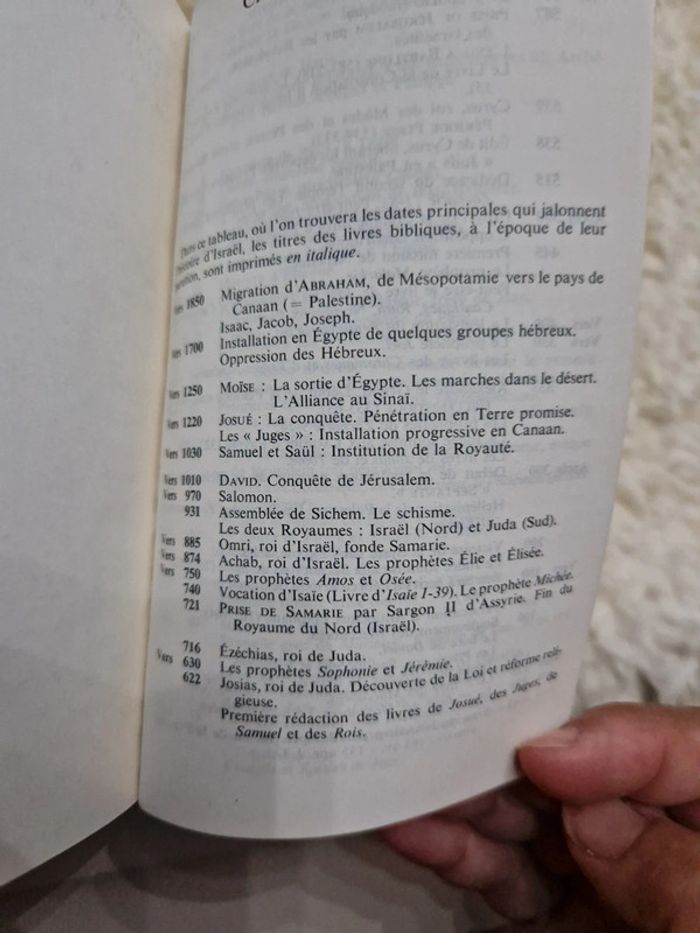 ce tableau, où l'on trouvera les dates principales qui jalonnent
d'Israël, les titres des livres bibliques, à l'époque de leur
sont imprimés en italique.
1850 Migration d'ABRAHAM, de Mésopotamie vers le pays de
Canaan (= Palestine).
Isaac, Jacob, Joseph.
vers 1700 Installation en Égypte de quelques groupes hébreux.
Oppression des Hébreux.
vers 1250 MOÏSE : La sortie d'Égypte. Les marches dans le désert.
L'Alliance au Sinaï.
Vers 1220 JOSUÉ : La conquête. Pénétration en Terre promise.
Les « Juges » : Installation progressive en Canaan.
Vers 1030 Samuel et Saül : Institution de la Royauté.
Vers 1010 DAVID. Conquête de Jérusalem.
Vers 970 Salomon.
931 Assemblée de Sichem. Le schisme.
Les deux Royaumes : Israël (Nord) et Juda (Sud).
Vers 885 Omri, roi d'Israël, fonde Samarie.
Vers 874 Achab, roi d'Israël. Les prophètes Élie et Élisée.
Vers 750 Les prophètes Amos et Osée.
740 Vocation d'Isaïe (Livre d'Isaïe 1-39). Le prophète Michée.
721 PRISE DE SAMARIE par Sargon II d'Assyrie. Fin du
Royaume du Nord (Israël).
716 Ézéchias, roi de Juda.
Vers 630 Les prophètes Sophonie et Jérémie.
622 Josias, roi de Juda. Découverte de la Loi et réforme reli-
gieuse.
Première rédaction des livres de Josué, des Juges, de
Samuel et des Rois.